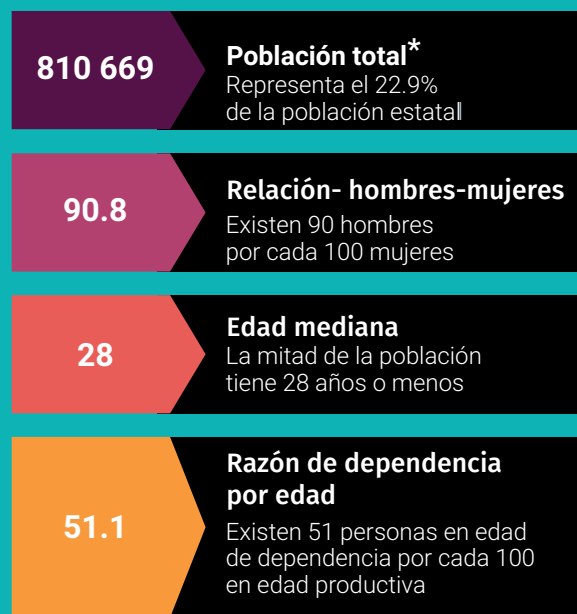 810 669
Población total*
Representa el 22.9%
de la población estatal
90.8
Relación- hombres-mujeres
Existen 90 hombres
por cada 100 mujeres
28
Edad mediana
La mitad de la población
tiene 28 años o menos
51.1
Razón de dependencia
por edad
Existen 51 personas en edad
de dependencia por cada 100
en edad productiva